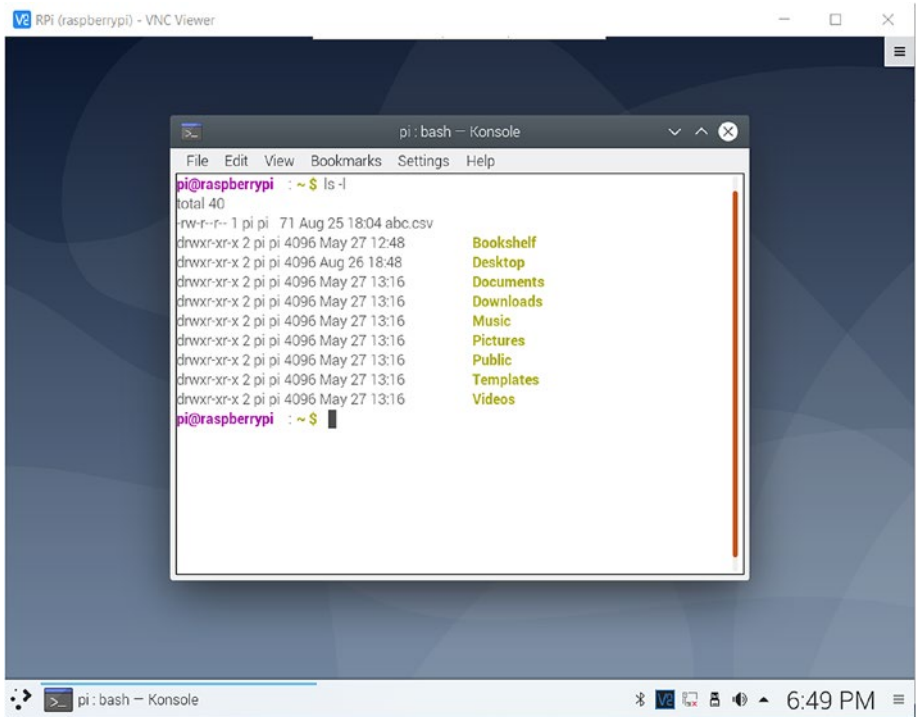 RPi (raspberrypi) - VNC Viewer
pi : bash — Konsole
File Edit View Bookmarks Settings Help
pi@raspberrypi : ~ $ ls -l
total 40
-rw-r--r-- 1 pi pi 71 Aug 25 18:04 abc.csv
drwxr-xr-x 2 pi pi 4096 May 27 12:48 Bookshelf
drwxr-xr-x 2 pi pi 4096 Aug 26 18:48 Desktop
drwxr-xr-x 2 pi pi 4096 May 27 13:16 Documents
drwxr-xr-x 2 pi pi 4096 May 27 13:16 Downloads
drwxr-xr-x 2 pi pi 4096 May 27 13:16 Music
drwxr-xr-x 2 pi pi 4096 May 27 13:16 Pictures
drwxr-xr-x 2 pi pi 4096 May 27 13:16 Public
drwxr-xr-x 2 pi pi 4096 May 27 13:16 Templates
drwxr-xr-x 2 pi pi 4096 May 27 13:16 Videos
pi@raspberrypi : ~ $
pi : bash — Konsole
6:49 PM